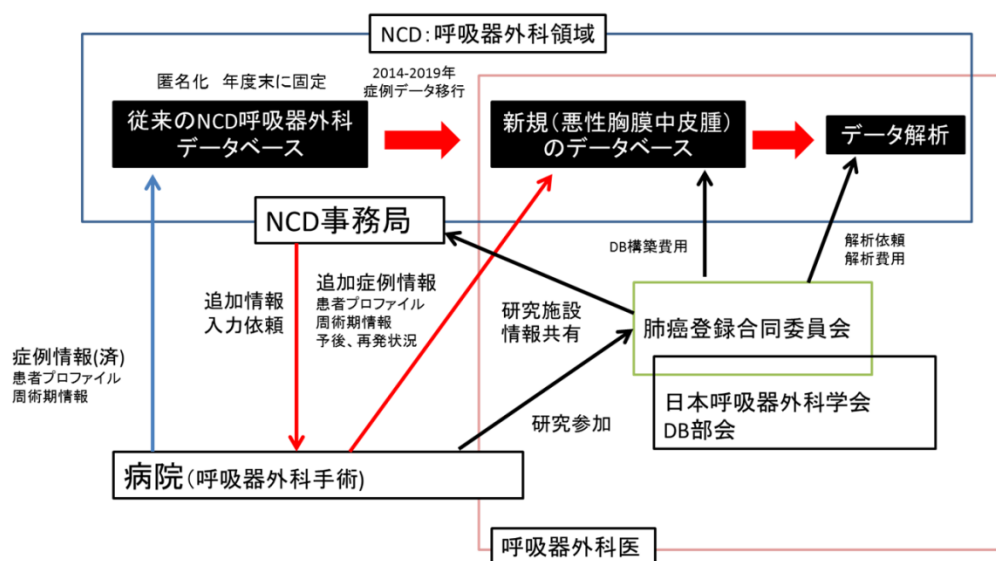 NCD：呼吸器外科領域
匿名化　年度末に固定
2014-2019年
症例データ移行
従来のNCD呼吸器外科
データベース
新規（悪性胸膜中皮腫）
のデータベース
データ解析
NCD事務局
DB構築費用
解析依頼
解析費用
追加情報
入力依頼
追加症例情報
患者プロファイル
周術期情報
予後、再発状況
研究施設
情報共有
肺癌登録合同委員会
症例情報(済)
患者プロファイル
周術期情報
日本呼吸器外科学会
DB部会
研究参加
病院（呼吸器外科手術)
呼吸器外科医